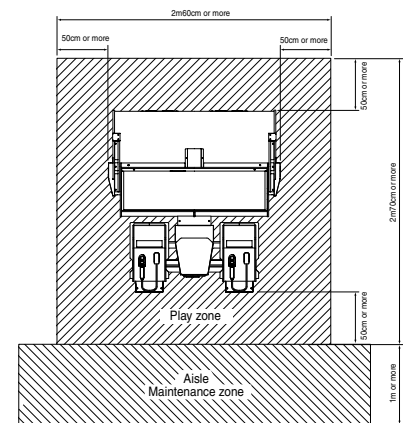 2m60cm or more
50cm or more
50cm or more
50cm or more
2m70cm or more
Play zone
50cm or more
Aisle
Maintenance zone
1m or more